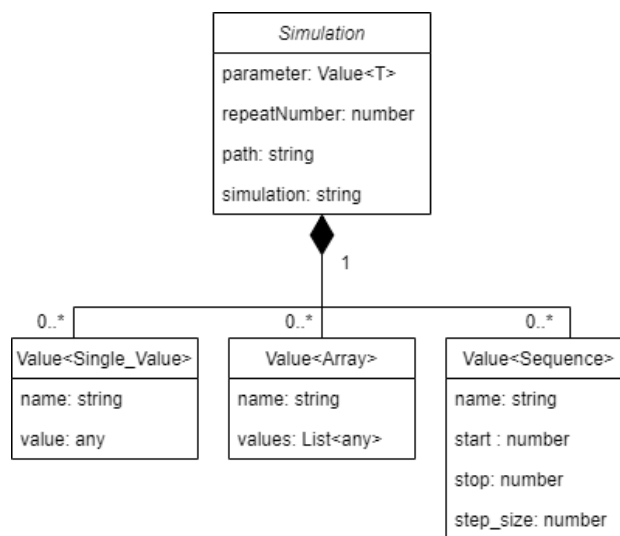 Simulation
parameter: Value<T>
repeatNumber: number
path: string
simulation: string
1
0..*
0..*
0..*
Value<Single_Value>
name: string
value: any
Value<Array>
name: string
values: List<any>
Value<Sequence>
name: string
start : number
stop: number
step_size: number